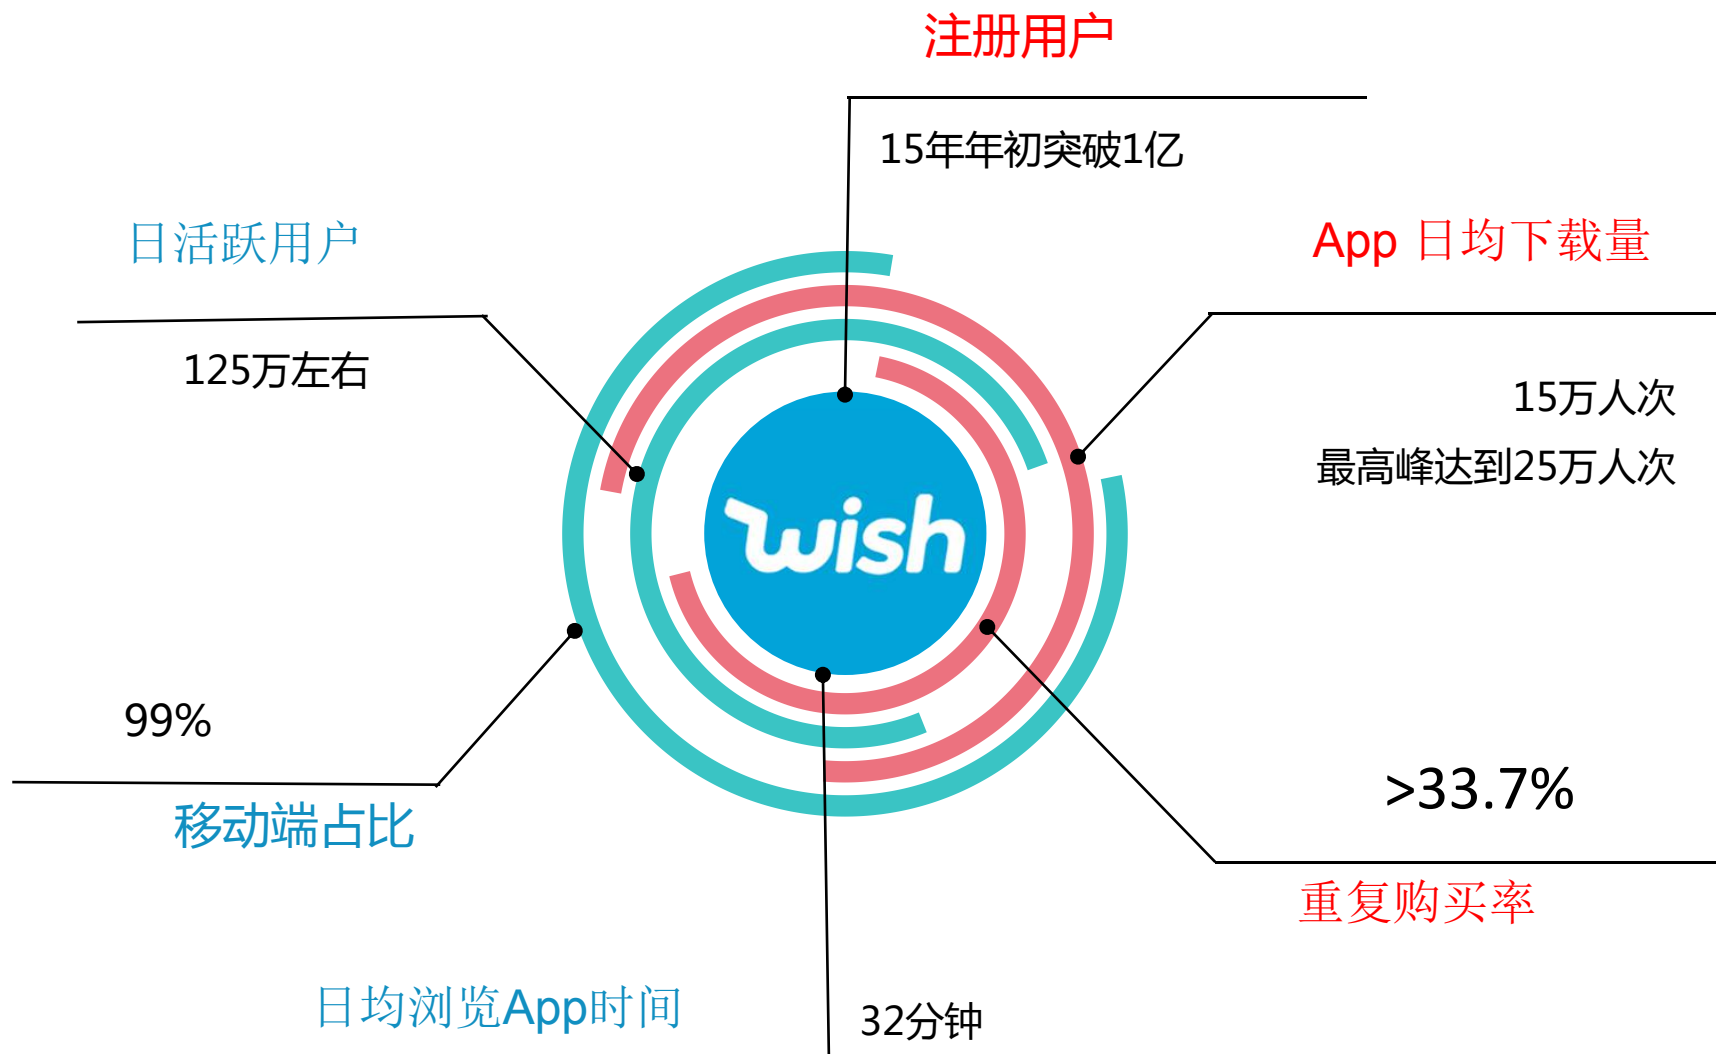 注册用户
15年年初突破1亿
日活跃用户
125万左右
App 日均下载量
15万人次
最高峰达到25万人次
wish
99%
移动端占比
>33.7%
重复购买率
日均浏览App时间
32分钟